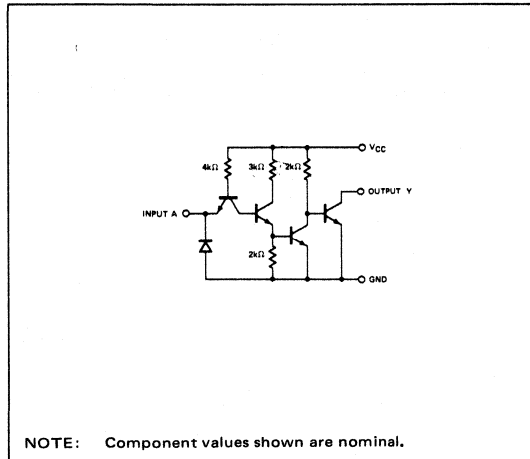 VCC
4kΩ 3kΩ 2kΩ
OUTPUT Y
INPUT A
2kΩ
GND
NOTE: Component values shown are nominal.